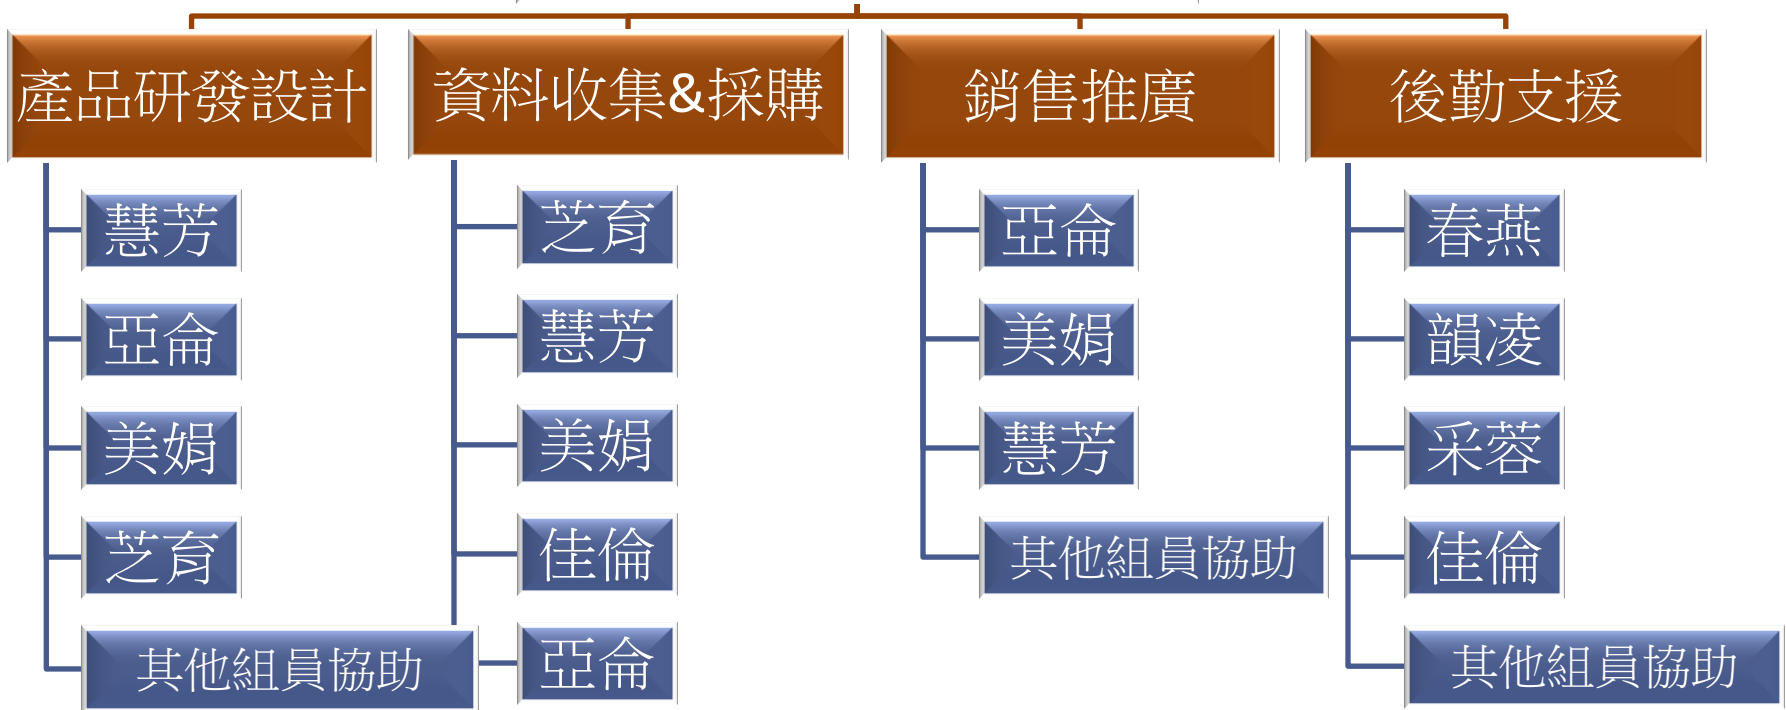 產品研發設計
慧芳
亞倫
美娟
芝育
其他組員協助
資料收集&採購
芝育
慧芳
美娟
佳倫
亞倫
銷售推廣
亞侖
美娟
慧芳
其他組員協助
後勤支援
春燕
韻凌
采蓉
佳倫
其他組員協助